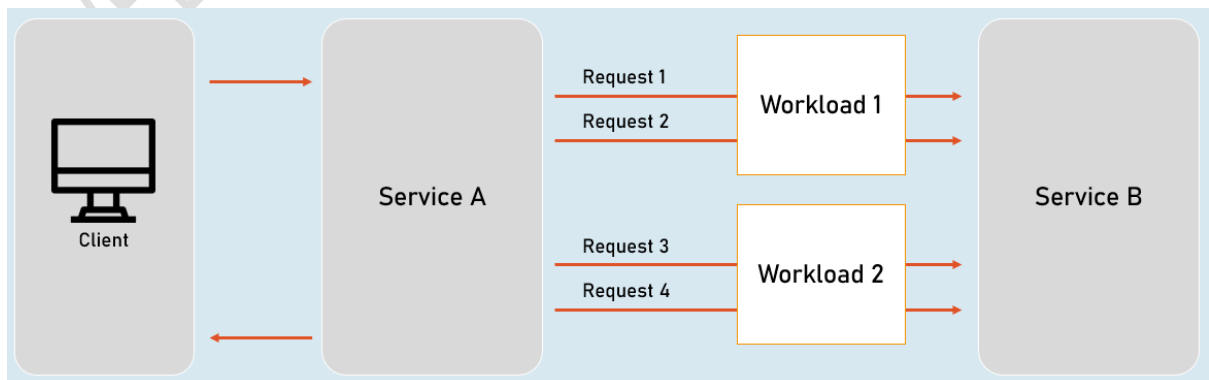 Client
Service A
Request 1
Request 2
Workload 1
Request 3
Request 4
Workload 2
Service B